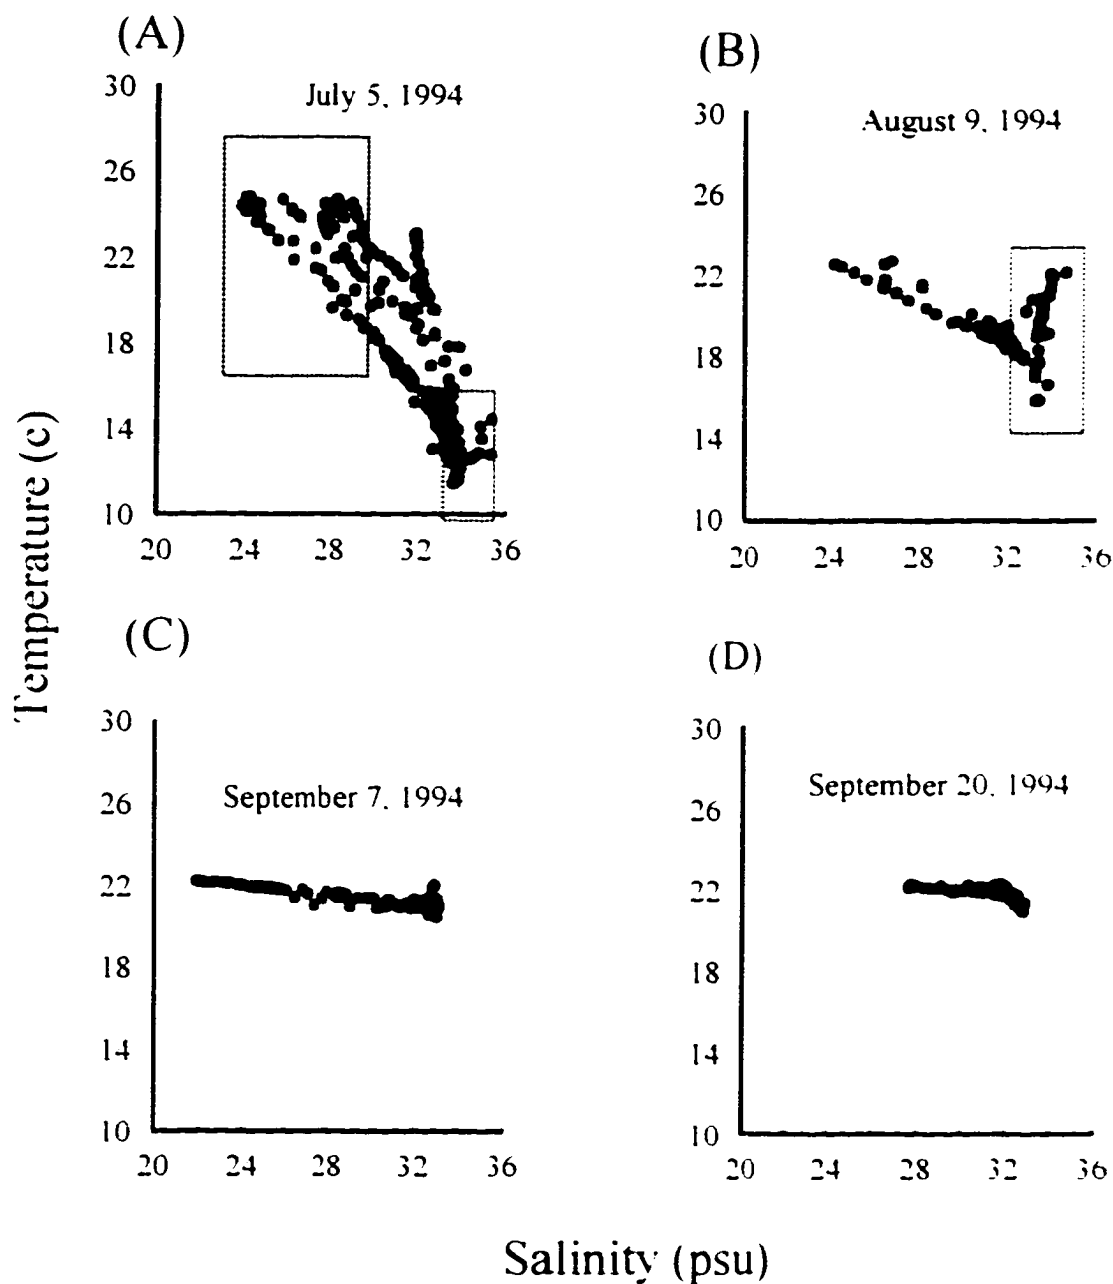 (A)
July 5, 1994
30
26
22
18
14
10
20 24 28 32 36
(B)
August 9, 1994
30
26
22
18
14
10
20 24 28 32 36
Temperature (c)
(C)
September 7, 1994
30
26
22
18
14
10
20 24 28 32 36
(D)
September 20, 1994
30
26
22
18
14
10
20 24 28 32 36
Salinity (psu)